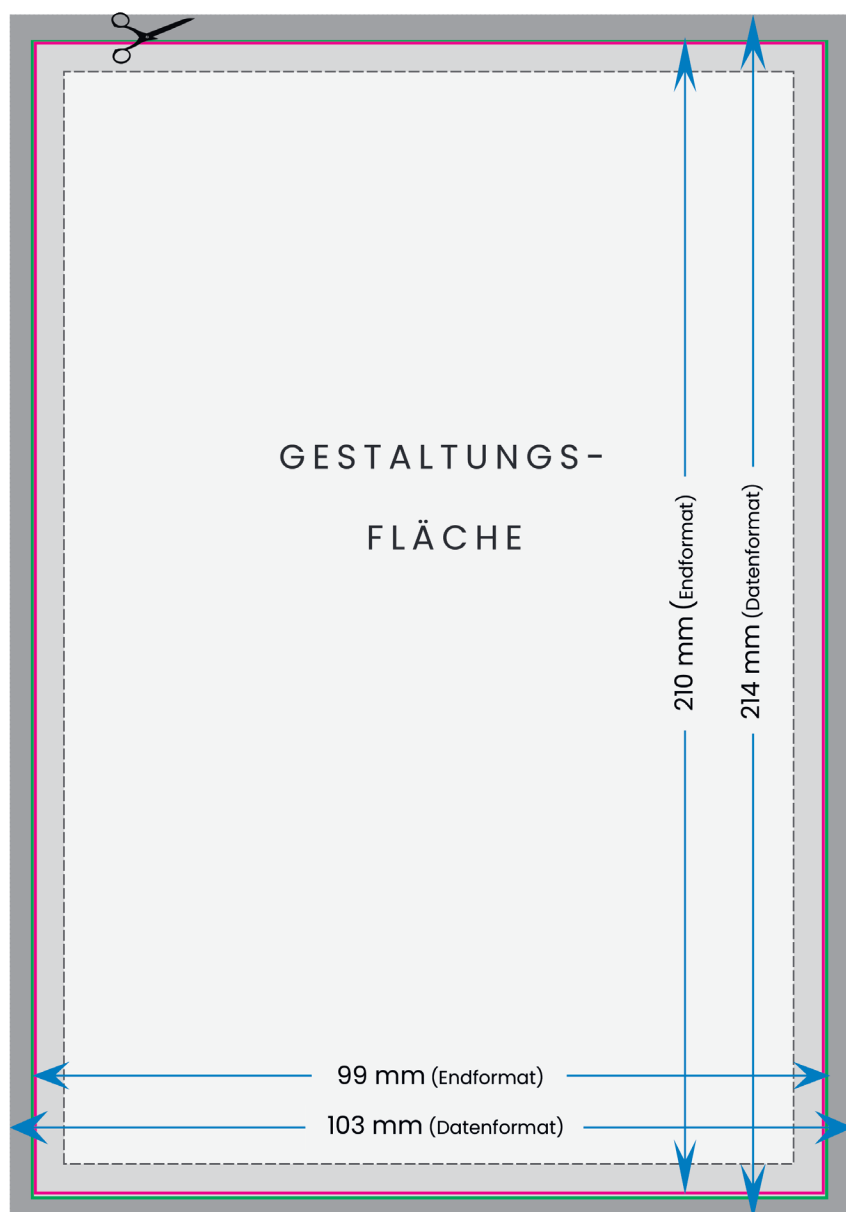 GESTALTUNGS-
FLÄCHE
210 mm (Endformat)
214 mm (Datenformat)
99 mm (Endformat)
103 mm (Datenformat)